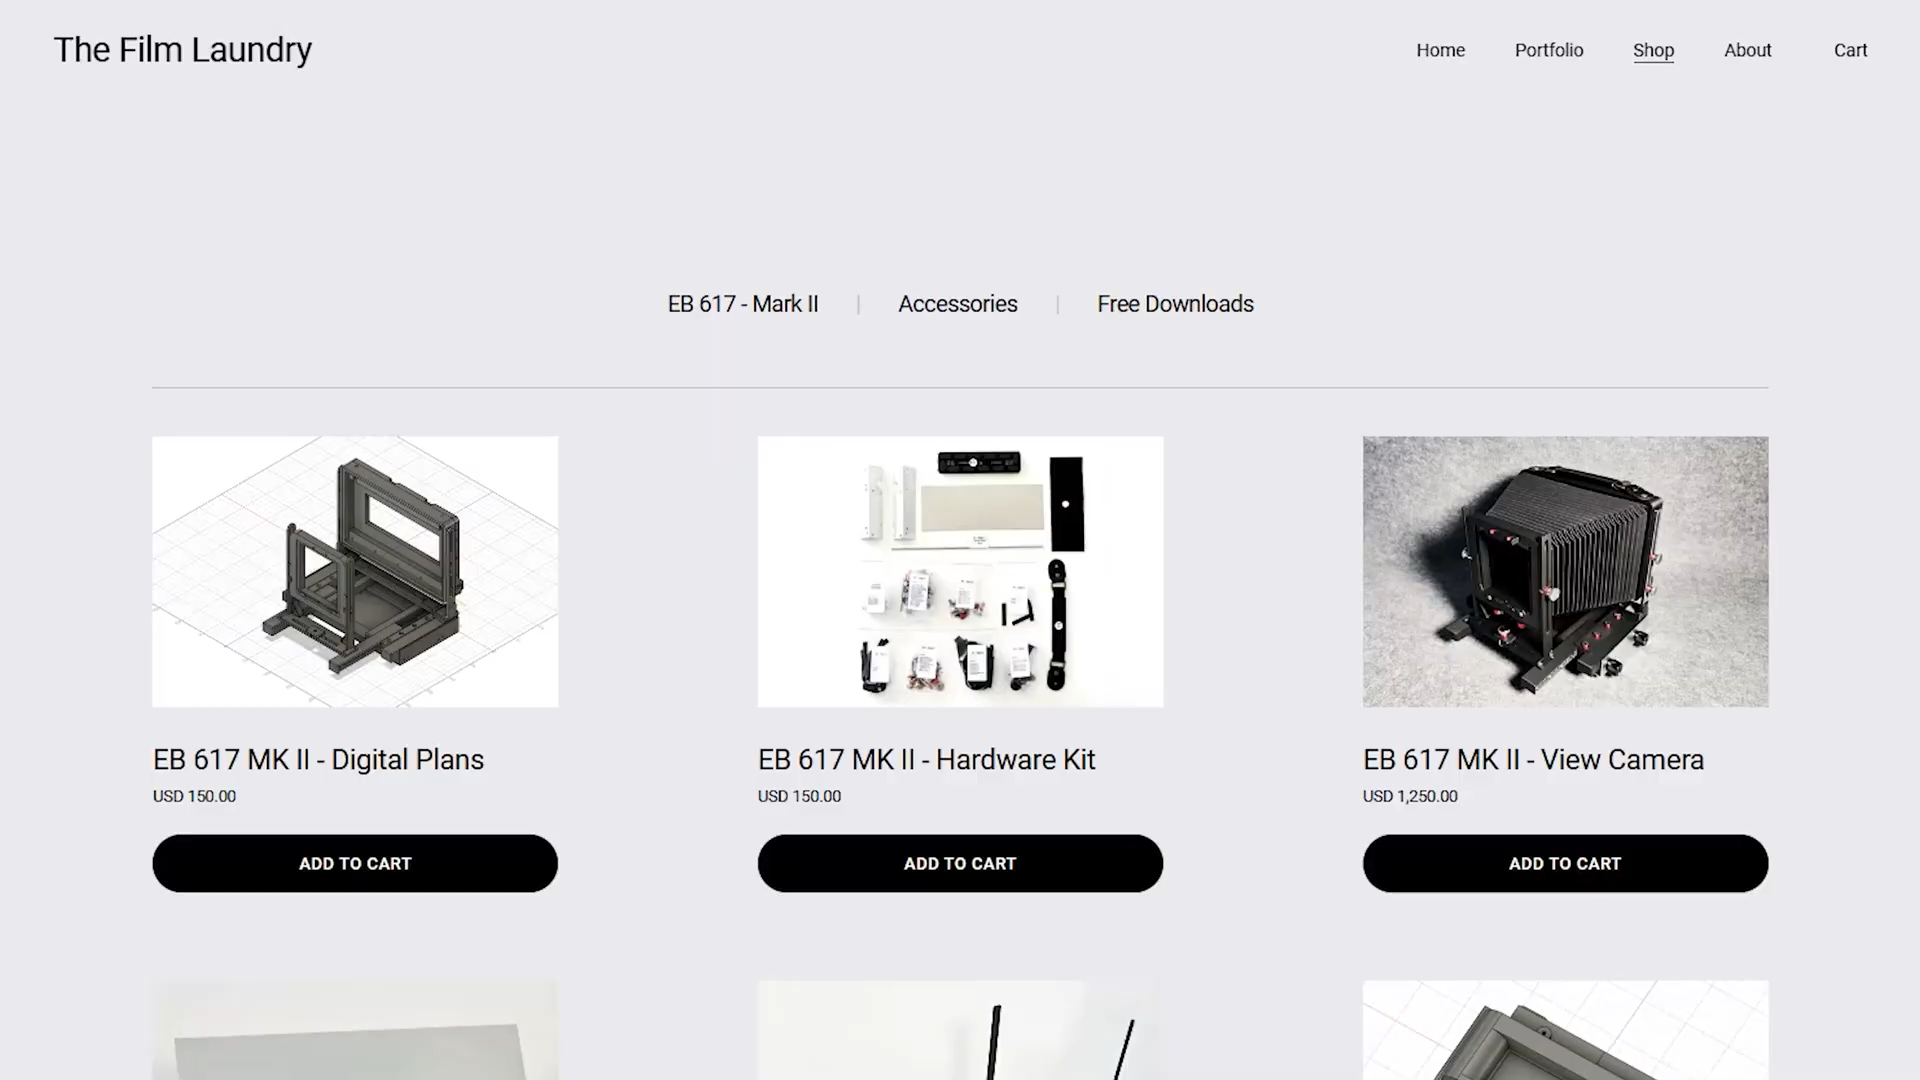 The Film Laundry
Home Portfolio Shop About Cart
EB 617 - Mark II | Accessories | Free Downloads
EB 617 MK II - Digital Plans
USD 150.00
ADD TO CART
EB 617 MK II - Hardware Kit
USD 150.00
ADD TO CART
EB 617 MK II - View Camera
USD 1,250.00
ADD TO CART